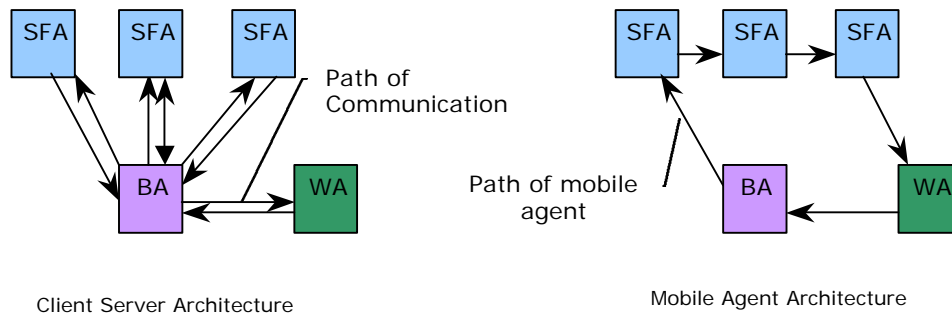 SFA
SFA
SFA
Path of
Communication
BA
WA
Client Server Architecture
SFA
SFA
SFA
Path of mobile
agent
BA
WA
Mobile Agent Architecture